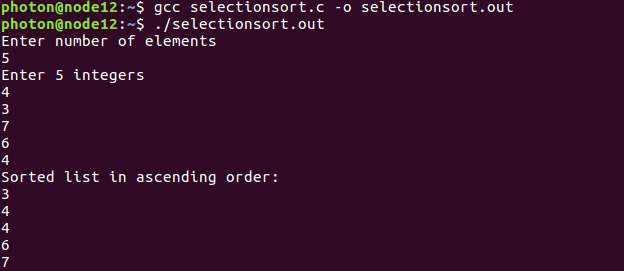 photon@node12:~$ gcc selectionsort.c -o selectionsort.out
photon@node12:~$ ./selectionsort.out
Enter number of elements
5
Enter 5 integers
4
3
7
6
4
Sorted list in ascending order:
3
4
4
6
7